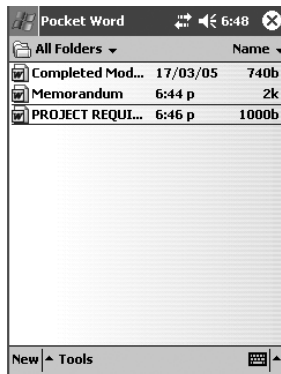 Pocket Word 6:48
All Folders Name
Completed Mod... 17/03/05 740b
Memorandum 6:44 p 2k
PROJECT REQUI... 6:46 p 1000b
New Tools